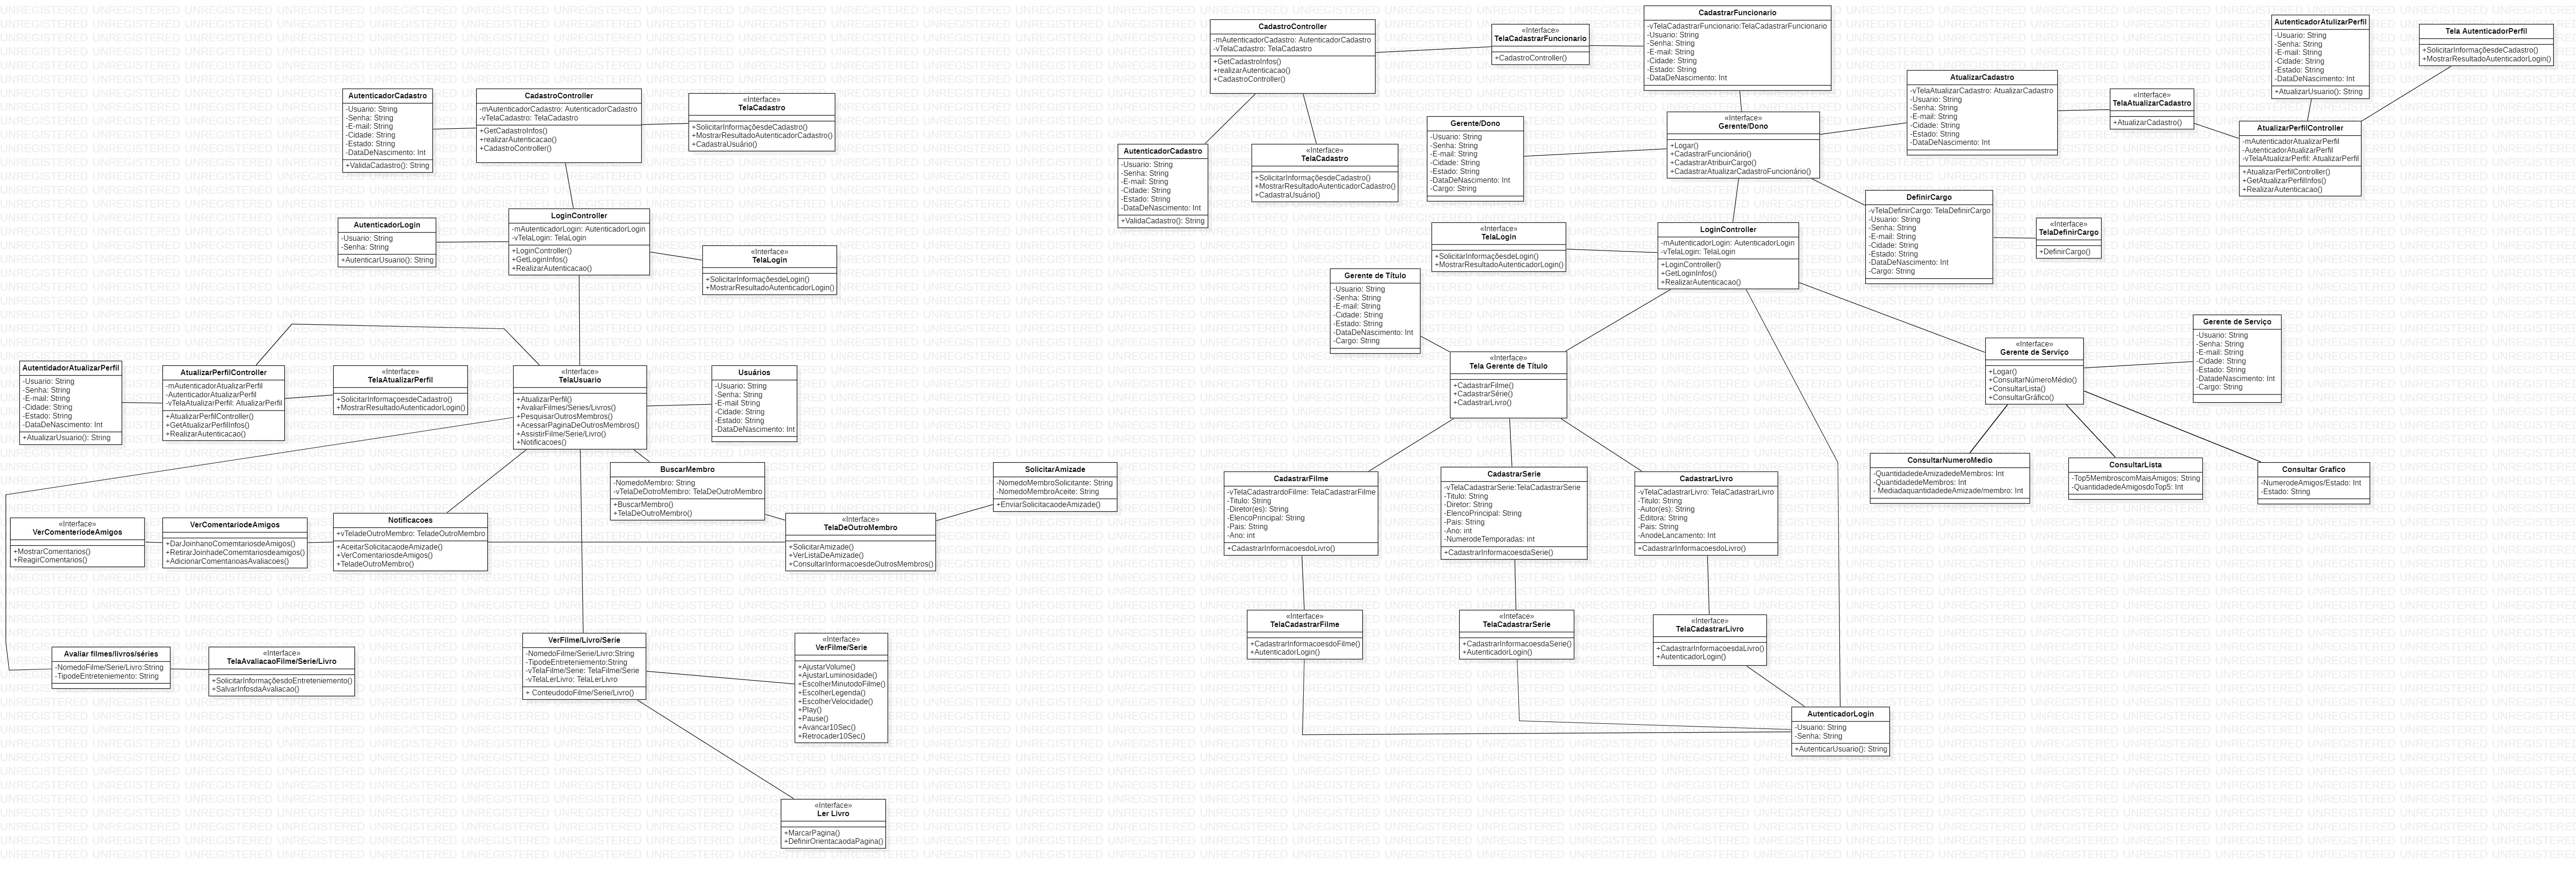 AutenticadorCadastro
-Usuario: String
-Senha: String
-E-mail: String
-Cidade: String
-Estado: String
-DataDeNascimento: Int
+ValidaCadastro(): String
CadastroController
-mAutenticadorCadastro: AutenticadorCadastro
-vTelaCadastro: TelaCadastro
+GetCadastroInfos()
+realizarAutenticacao()
+CadastroController()
«Interface»
TelaCadastro
+SolicitarInformaçõesdeCadastro()
+MostrarResultadoAutenticadorCadastro()
+CadastraUsuário()
AutenticadorLogin
-Usuario: String
-Senha: String
+AutenticarUsuario(): String
LoginController
-mAutenticadorLogin: AutenticadorLogin
-vTelaLogin: TelaLogin
+LoginController()
+GetLoginInfos()
+RealizarAutenticacao()
«Interface»
TelaLogin
+SolicitarInformaçõesdeLogin()
+MostrarResultadoAutenticadorLogin()
AutentidadorAtualizarPerfil
-Usuario: String
-Senha: String
-E-mail: String
-Cidade: String
-Estado: String
-DataDeNascimento: Int
+AtualizarUsuario(): String
AtualizarPerfilController
-mAutenticadorAtualizarPerfil
-AutenticadorAtualizarPerfil
-vTelaAtualizarPerfil: AtualizarPerfil
+AtualizarPerfilController()
+GetAtualizarPerfilInfos()
+RealizarAutenticacao()
«Interface»
TelaAtualizarPerfil
+SolicitarInformaçoesdeCadastro()
+MostrarResultadoAutenticadorLogin()
«Interface»
TelaUsuario
+AtualizarPerfil()
+AvaliarFilmes/Series/Livros()
+PesquisarOutrosMembros()
+AcessarPaginaDeOutrosMembros()
+AssistirFilme/Serie/Livro()
+Notificacoes()
Usuários
-Usuario: String
-Senha: String
-E-mail String
-Cidade: String
-Estado: String
-DataDeNascimento: Int
BuscarMembro
-NomedoMembro: String
-vTelaDeDotroMembro: TelaDeOutroMembro
+BuscarMembro()
+TelaDeOutroMembro()
SolicitarAmizade
-NomedoMembroSolicitante: String
-NomedoMembroAceite: String
+EnviarSolicitacaodeAmizade()
«Interface»
VerComenteriodeAmigos
+MostrarComentarios()
+ReagirComentarios()
VerComentariodeAmigos
+DarJoinhanoComemtariosdeAmigos()
+RetirarJoinhadeComemtariosdeamigos()
+AdicionarComentarioasAvaliacoes()
Notificacoes
+vTeladeOutroMembro: TeladeOutroMembro
+AceitarSolicitacaodeAmizade()
+VerComentariosdeAmigos()
+TeladeOutroMembro()
«Interface»
TelaDeOutroMembro
+SolicitarAmizade()
+VerListaDeAmizade()
+ConsultarInformacoesdeOutrosMembros()
Avaliar filmes/livros/séries
-NomedoFilme/Serie/Livro:String
-TipodeEntreteniemento: String
«Interface»
TelaAvaliacaoFilme/Serie/Livro
+SolicitarInformaçõesdoEntreteniemento()
+SalvarInfosdaAvaliacao()
VerFilme/Livro/Serie
-NomedoFilme/Serie/Livro:String
-TipodeEntreteniemento:String
-vTelaFilme/Serie: TelaFilme/Serie
-vTelaLerLivro: TelaLerLivro
+ ConteudodoFilme/Serie/Livro()
«Interface»
VerFilme/Serie
+AjustarVolume()
+AjustarLuminosidade()
+EscolherMinutodoFilme()
+EscolherLegenda()
+EscolherVelocidade()
+Play()
+Pause()
+Avancar10Sec()
+Retrocader10Sec()
«Interface»
Ler Livro
+MarcarPagina()
+DefinirOrientacaodaPagina()
CadastroController
-mAutenticadorCadastro: AutenticadorCadastro
-vTelaCadastro: TelaCadastro
+GetCadastroInfos()
+realizarAutenticacao()
+CadastroController()
«Interface»
TelaCadastrarFuncionario
+CadastroController()
CadastrarFuncionario
-vTelaCadastrarFuncionario:TelaCadastrarFuncionario
-Usuario: String
-Senha: String
-E-mail: String
-Cidade: String
-Estado: String
-DataDeNascimento: Int
AutenticadorCadastro
-Usuario: String
-Senha: String
-E-mail: String
-Cidade: String
-Estado: String
-DataDeNascimento: Int
+ValidaCadastro(): String
«Interface»
TelaCadastro
+SolicitarInformaçõesdeCadastro()
+MostrarResultadoAutenticadorCadastro()
+CadastraUsuário()
Gerente/Dono
-Usuario: String
-Senha: String
-E-mail: String
-Cidade: String
-Estado: String
-DataDeNascimento: Int
-Cargo: String
«Interface»
Gerente/Dono
+Logar()
+CadastrarFuncionário()
+CadastrarAtribuirCargo()
+CadastrarAtualizarCadastroFuncionário()
AtualizarCadastro
-vTelaAtualizarCadastro: AtualizarCadastro
-Usuario: String
-Senha: String
-E-mail: String
-Cidade: String
-Estado: String
-DataDeNascimento: Int
«Interface»
TelaAtualizarCadastro
+AtualizarCadastro()
AutenticadorAtulizarPerfil
-Usuario: String
-Senha: String
-E-mail: String
-Cidade: String
-Estado: String
-DataDeNascimento: Int
+AtualizarUsuario(): String
Tela AutenticadorPerfil
+SolicitarInformaçõesdeCadastro()
+MostrarResultadoAutenticadorLogin()
AtualizarPerfilController
-mAutenticadorAtualizarPerfil
-AutenticadorAtualizarPerfil
-vTelaAtualizarPerfil: AtualizarPerfil
+AtualizarPerfilController()
+GetAtualizarPerfilInfos()
+RealizarAutenticacao()
DefinirCargo
-vTelaDefinirCargo: TelaDefinirCargo
-Usuario: String
-Senha: String
-E-mail: String
-Cidade: String
-Estado: String
-DataDeNascimento: Int
-Cargo: String
«Interface»
TelaDefinirCargo
+DefinirCargo()
«Interface»
TelaLogin
+SolicitarInformaçõesdeLogin()
+MostrarResultadoAutenticadorLogin()
LoginController
-mAutenticadorLogin: AutenticadorLogin
-vTelaLogin: TelaLogin
+LoginController()
+GetLoginInfos()
+RealizarAutenticacao()
Gerente de Título
-Usuario: String
-Senha: String
-E-mail: String
-Cidade: String
-Estado: String
-DataDeNascimento: Int
-Cargo: String
«Interface»
Tela Gerente de Título
+CadastrarFilme()
+CadastrarSérie()
+CadastrarLivro()
«Interface»
Gerente de Serviço
+Logar()
+ConsultarNúmeroMédio()
+ConsultarLista()
+ConsultarGráfico()
Gerente de Serviço
-Usuario: String
-Senha: String
-E-mail: String
-Cidade: String
-Estado: String
-DatadeNascimento: Int
-Cargo: String
CadastrarFilme
-vTelaCadastrardoFilme: TelaCadastrarFilme
-Titulo: String
-Diretor(es): String
-ElencoPrincipal: String
-Pais: String
-Ano: int
+CadastrarInformacoesdoLivro()
CadastrarSerie
-vTelaCadastrarSerie:TelaCadastrarSerie
-Titulo: String
-Diretor: String
-ElencoPrincipal: String
-Pais: String
-Ano: int
-NumerodeTemporadas: int
+CadastrarInformacoesdaSerie()
CadastrarLivro
-vTelaCadastrarLivro: TelaCadastrarLivro
-Titulo: String
-Autor(es): String
-Editora: String
-Pais: String
-AnodeLancamento: Int
+CadastrarInformacoesdoLivro()
ConsultarNumeroMedio
-QuantidadedeAmizadedeMembros: Int
-QuantidadedeMembros: Int
- MediadaquantidadedeAmizade/membro: Int
ConsultarLista
-Top5MembroscomMaisAmigos: String
-QuantidadedeAmigosdoTop5: Int
Consultar Grafico
-NumerodeAmigos/Estado: Int
-Estado: String
«Interface»
TelaCadastrarFilme
+CadastrarInformacoesdoFilme()
+AutenticadorLogin()
«Intteface»
TelaCadastrarSerie
+CadastrarInformacoesdaSerie()
+AutenticadorLogin()
«Interface»
TelaCadastrarLivro
+CadastrarInformacoesdaLivro()
+AutenticadorLogin()
AutenticadorLogin
-Usuario: String
-Senha: String
+AutenticarUsuario(): String